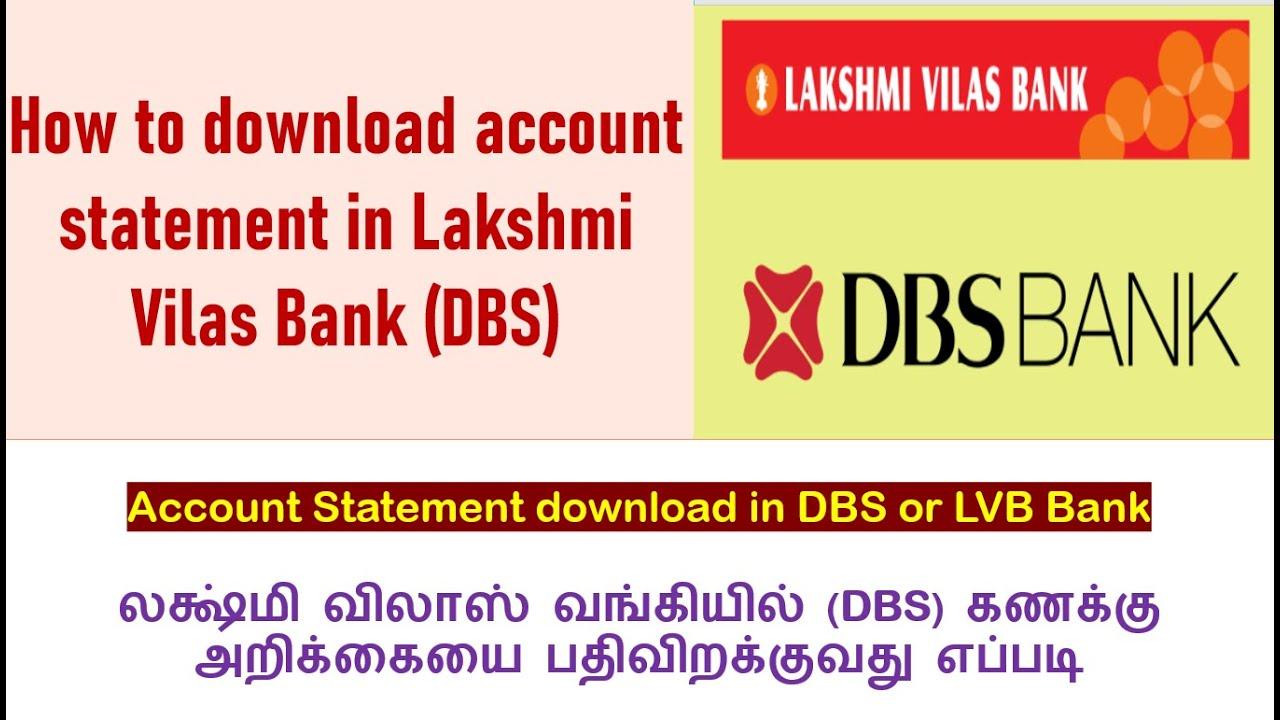 How to download account
statement in Lakshmi
Vilas Bank (DBS)
LAKSHMI VILAS BANK
DBS BANK
Account Statement download in DBS or LVB Bank
லக்ஷ்மி விலாஸ் வங்கியில் (DBS) கணக்கு
அறிக்கையை பதிவிறக்குவது எப்படி